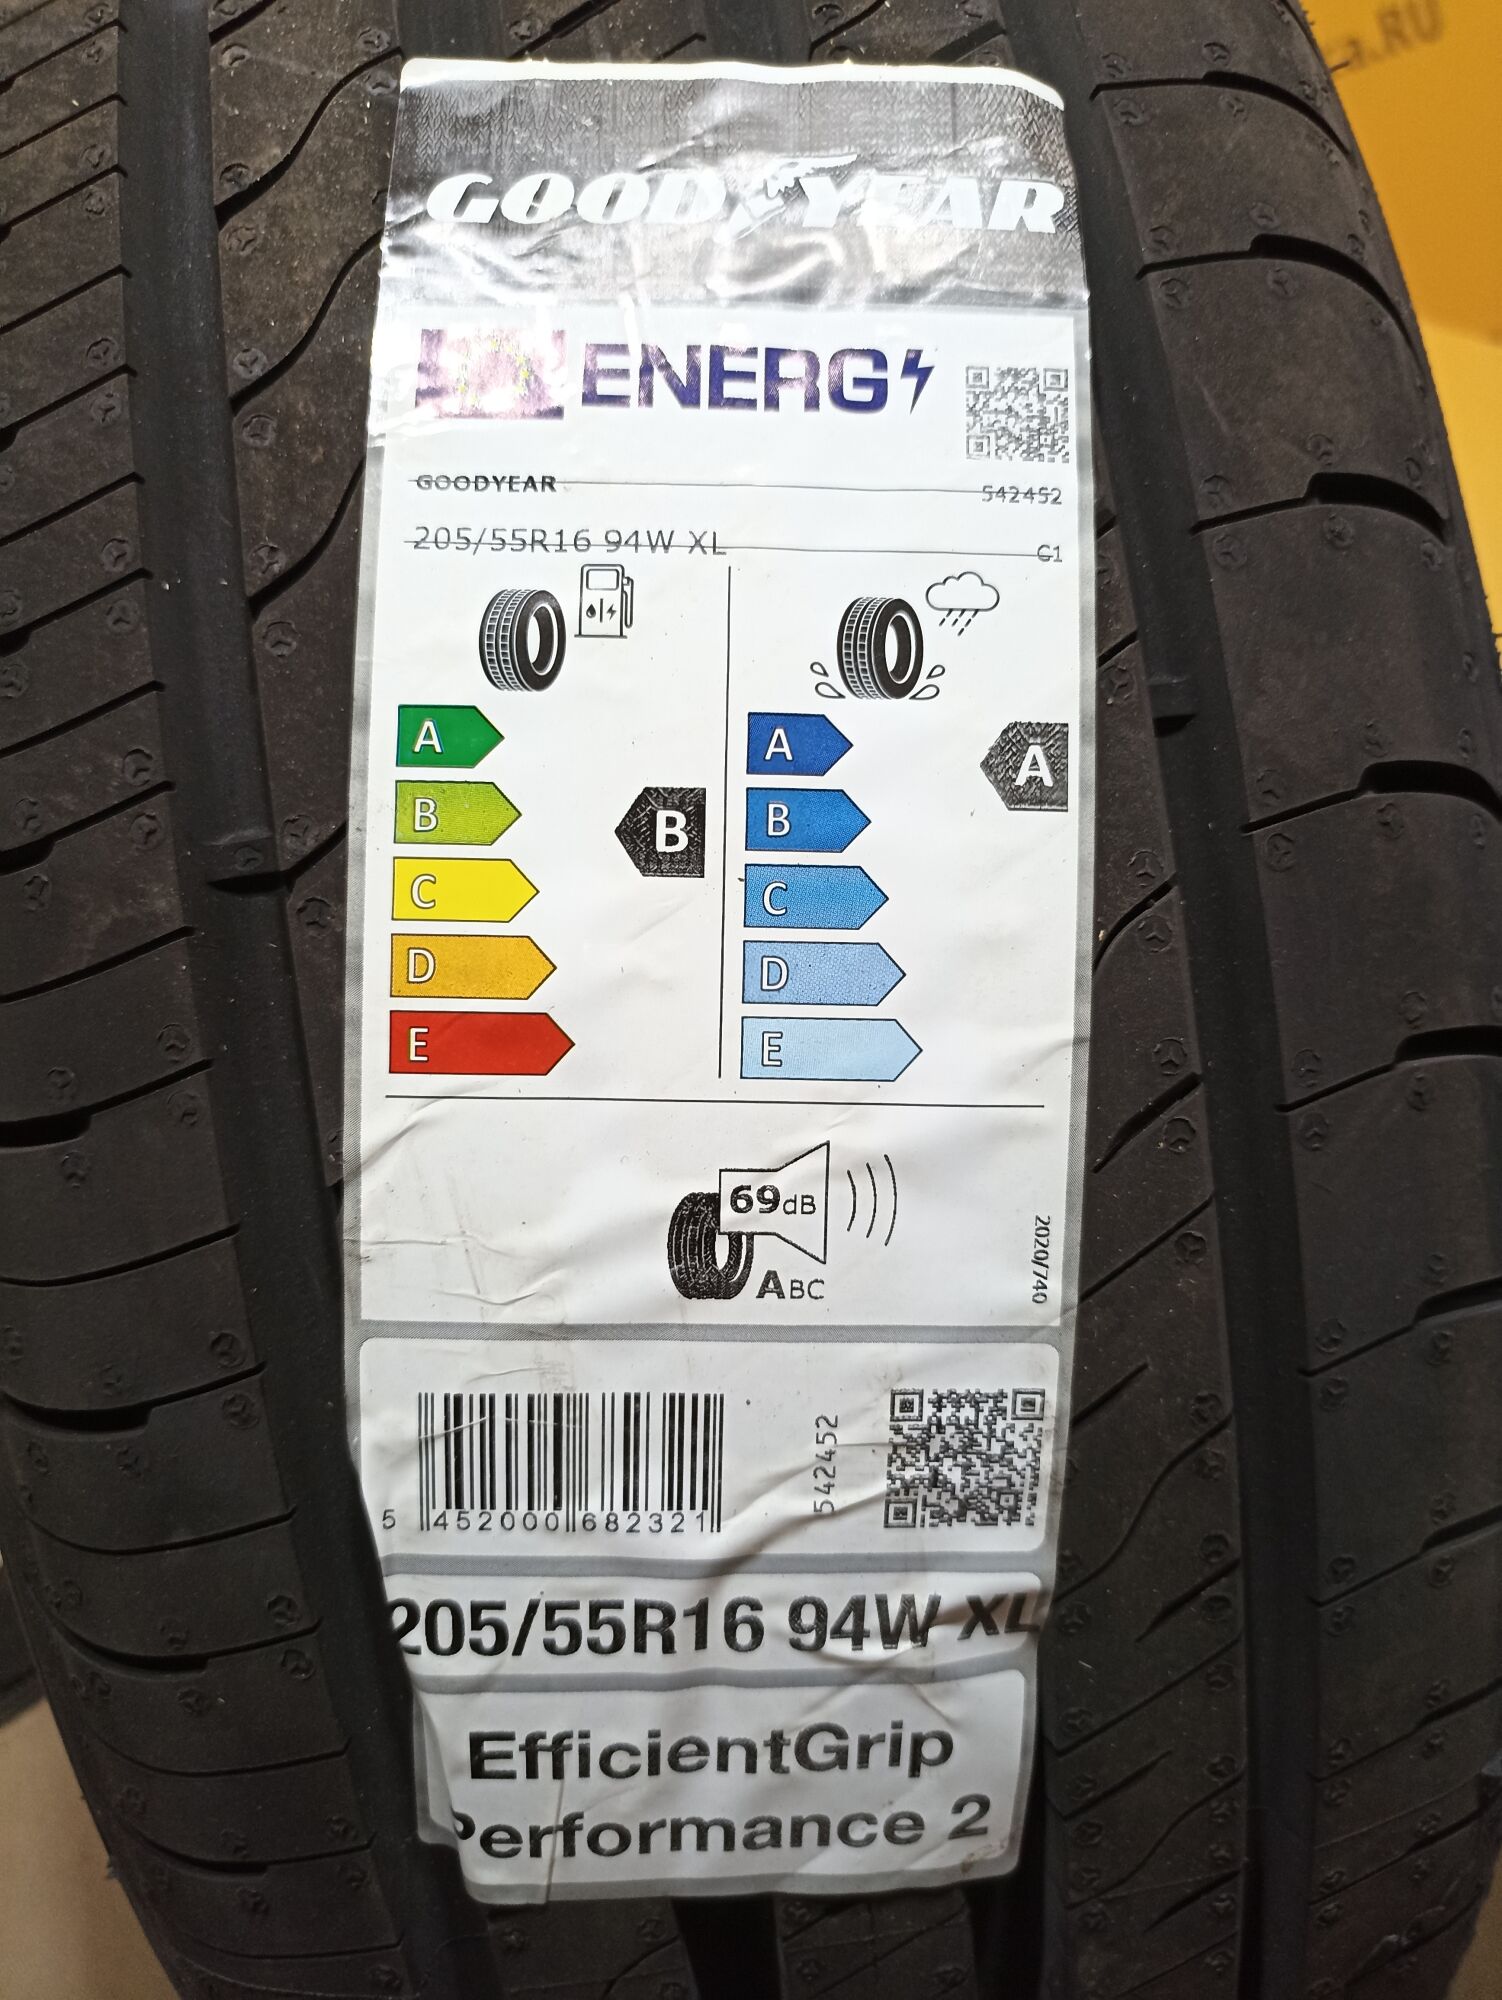 GOODYEAR
ENERG
GOODYEAR 542452
205/55R16 94W XL C1
A A A
B B B
C C
D D
E E
69dB
ABC
2020/740
542452
5 452000 682321
205/55R16 94W XL
EfficientGrip
Performance 2